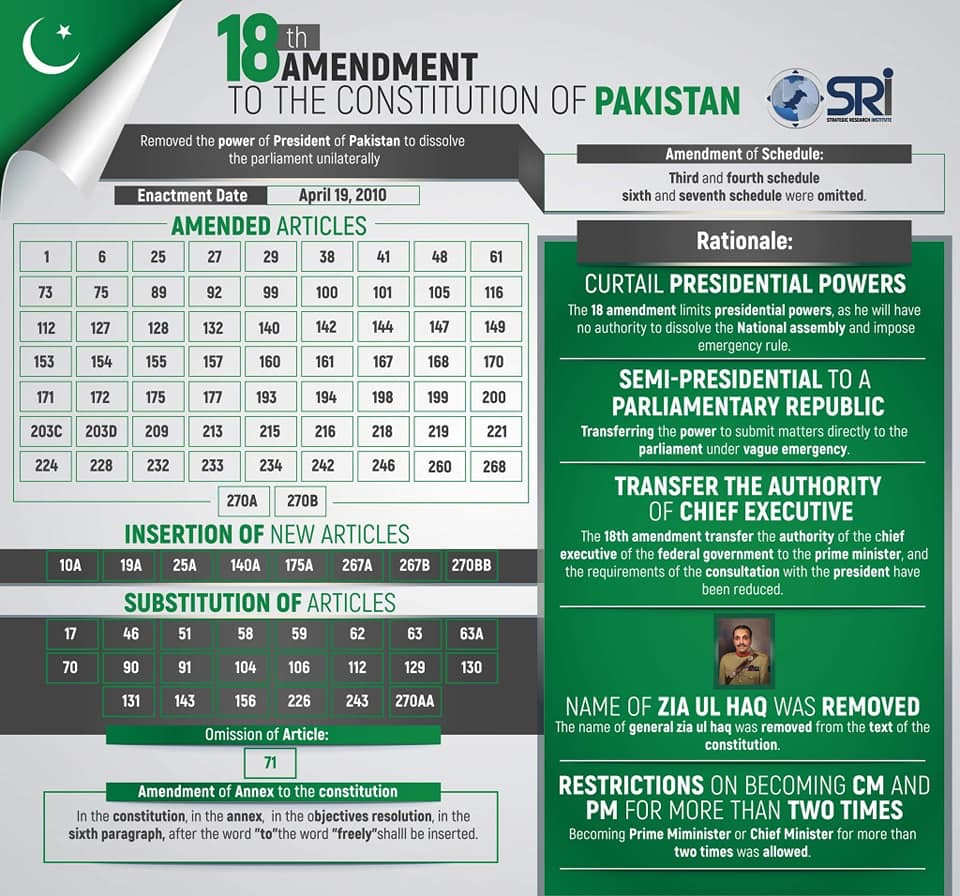 18th
AMENDMENT
TO THE CONSTITUTION OF PAKISTAN
SRI
STRATEGIC RESEARCH INSTITUTE
Removed the power of President of Pakistan to dissolve
the parliament unilaterally
Enactment Date April 19, 2010
AMENDED ARTICLES
1 6 25 27 29 38 41 48 61
73 75 89 92 99 100 101 105 116
112 127 128 132 140 142 144 147 149
153 154 155 157 160 161 167 168 170
171 172 175 177 193 194 198 199 200
203C 203D 209 213 215 216 218 219 221
224 228 232 233 234 242 246 260 268
270A 270B
INSERTION OF NEW ARTICLES
10A 19A 25A 140A 175A 267A 267B 270BB
SUBSTITUTION OF ARTICLES
17 46 51 58 59 62 63 63A
70 90 91 104 106 112 129 130
131 143 156 226 243 270AA
Omission of Article:
71
Amendment of Annex to the constitution
In the constitution, in the annex, in the objectives resolution, in the
sixth paragraph, after the word "to"the word "freely"shalll be inserted.
Amendment of Schedule:
Third and fourth schedule
sixth and seventh schedule were omitted.
Rationale:
CURTAIL PRESIDENTIAL POWERS
The 18 amendment limits presidential powers, as he will have
no authority to dissolve the National assembly and impose
emergency rule.
SEMI-PRESIDENTIAL TO A
PARLIAMENTARY REPUBLIC
Transferring the power to submit matters directly to the
parliament under vague emergency.
TRANSFER THE AUTHORITY
OF CHIEF EXECUTIVE
The 18th amendment transfer the authority of the chief
executive of the federal government to the prime minister, and
the requirements of the consultation with the president have
been reduced.
NAME OF ZIA UL HAQ WAS REMOVED
The name of general zia ul haq was removed from the text of the
constitution.
RESTRICTIONS ON BECOMING CM AND
PM FOR MORE THAN TWO TIMES
Becoming Prime Miminister or Chief Minister for more than
two times was allowed.